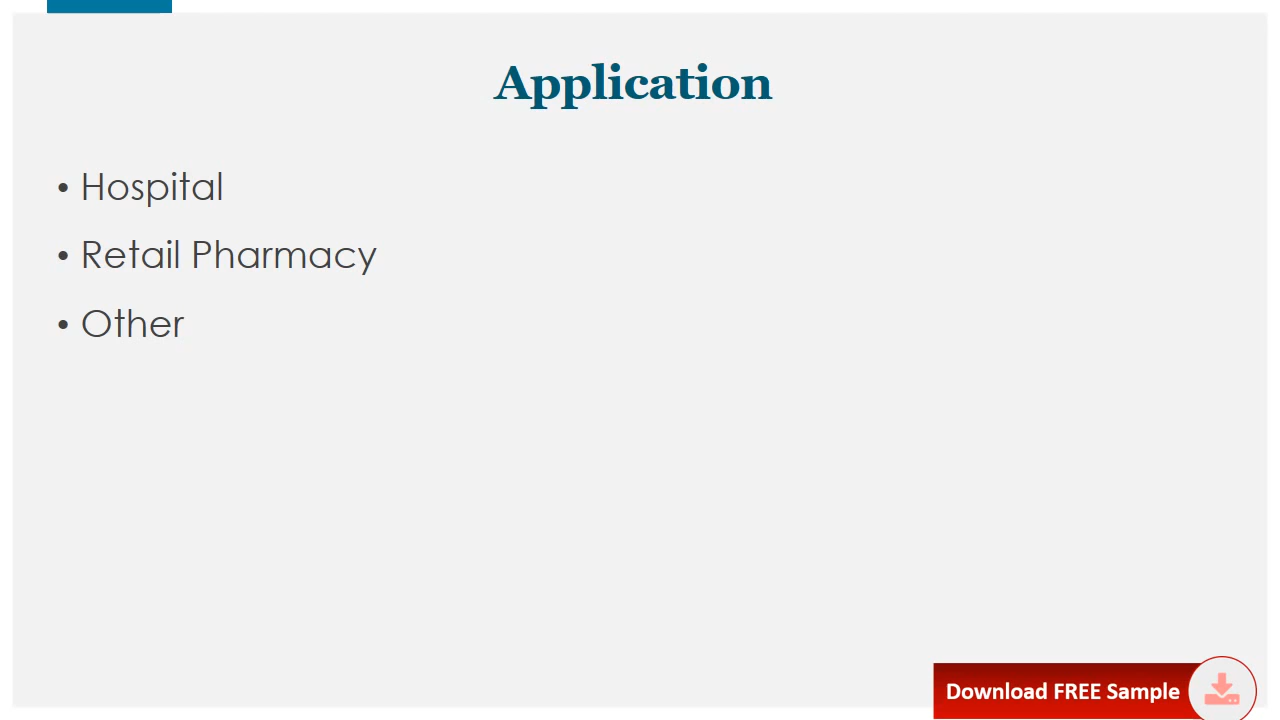 Application
• Hospital
• Retail Pharmacy
• Other
Download FREE Sample